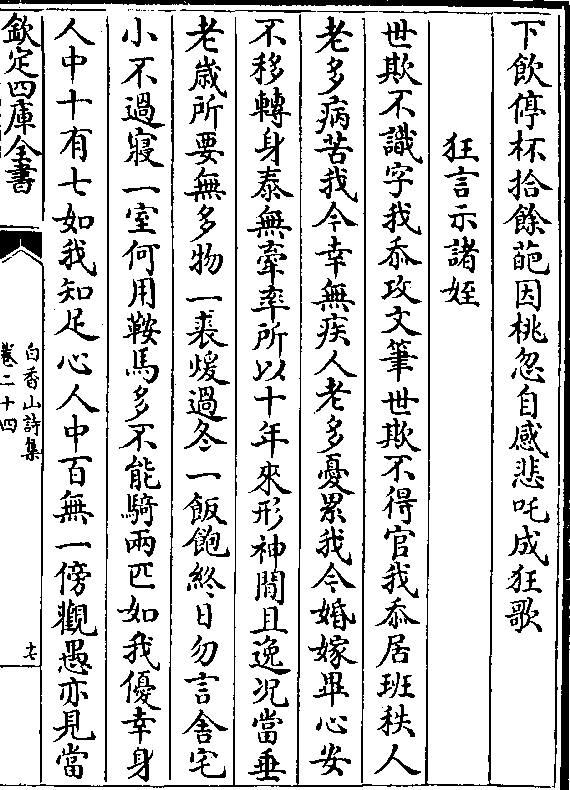 下飲停杯拾餘葩因桃忽自感悲吒成狂歌
狂言示諸姪
世欺不識字我忝攻文筆世欺不得官我忝居班秩人
老多病苦我今幸無疾人老多憂累我今婚嫁畢心安
不移轉身泰無牽率所以十年來形神閒且逸況當垂
老歳所要無多物一裘煖過冬一飯飽終日勿言舎宅
小不過寢一室何用鞍馬多不能騎兩匹如我優幸身
人中十有七如我知足心人中百無一傍觀愚亦見當
欽定四庫全書
白香山詩集
卷二十四
十七